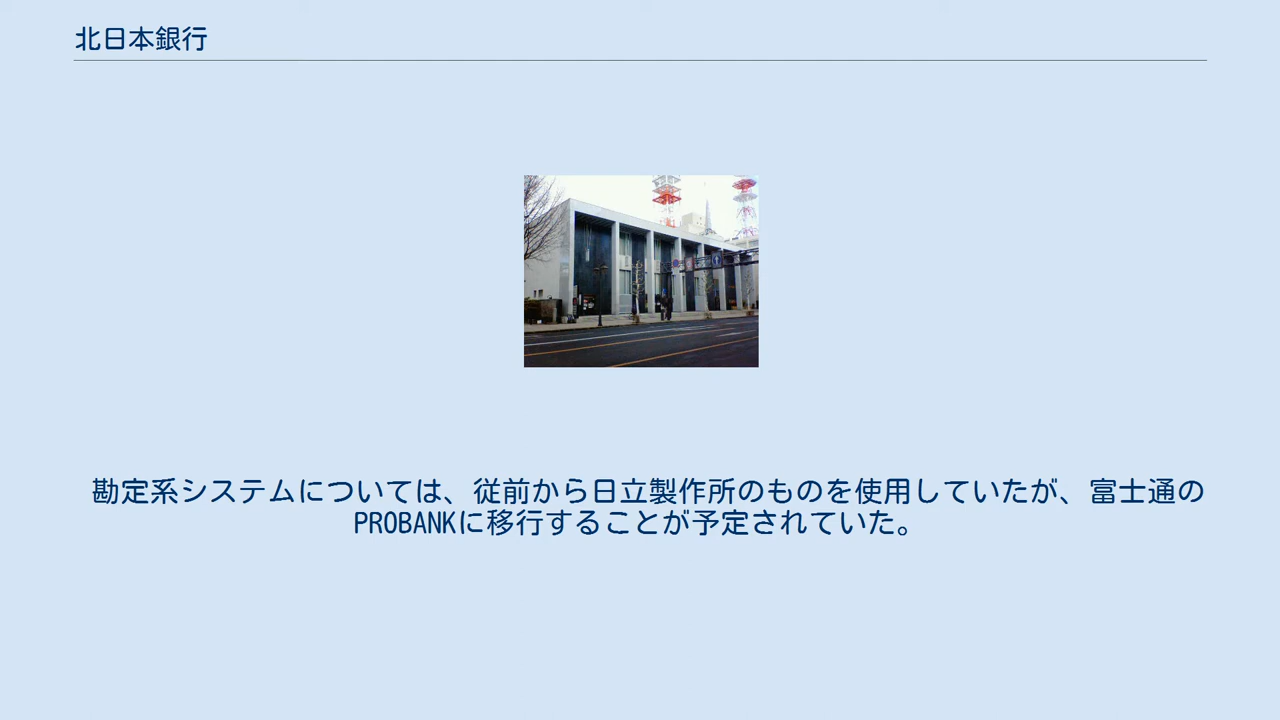 北日本銀行
勘定系システムについては、従前から日立製作所のものを使用していたが、富士通の
PROBANKに移行することが予定されていた。